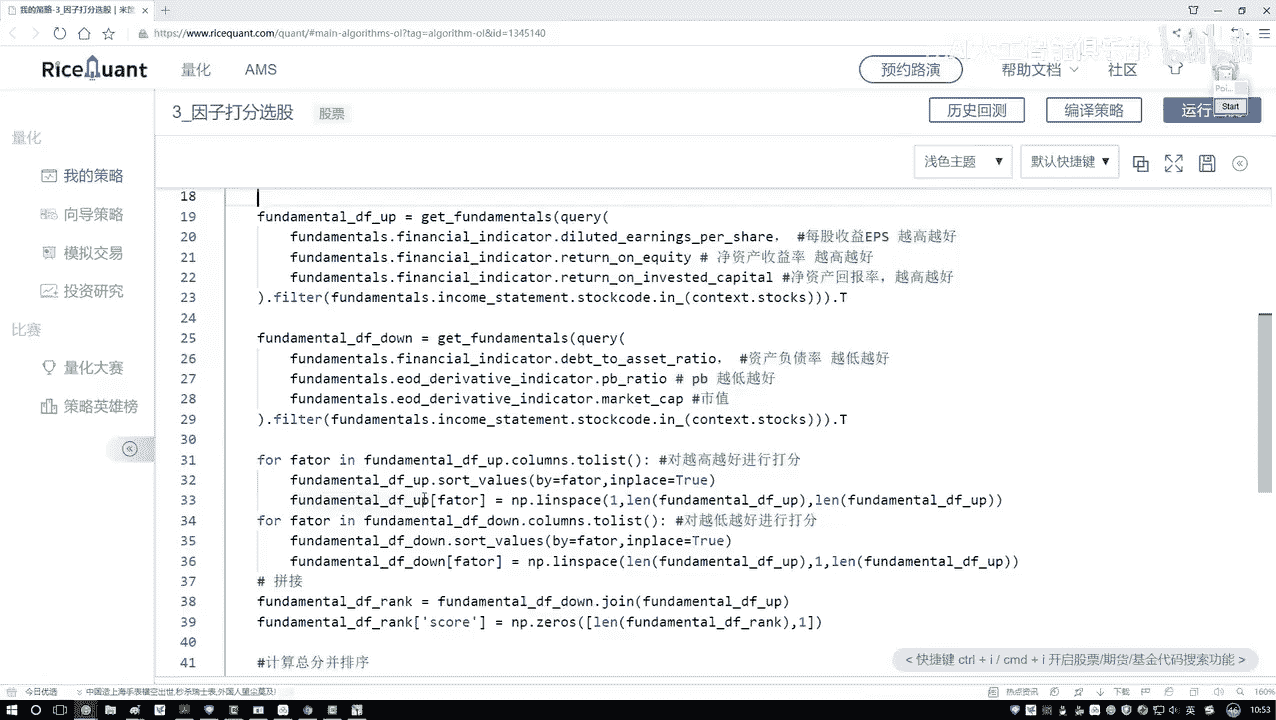 我的策略-3_因子打分选股 | 米
https://www.ricequant.com/quant/#main-algorithms-ol?tag=algorithm-ol&id=1345140
RiceQuant 量化 AMS 预约路演 帮助文档 社区
Poi...
Start
3_因子打分选股 股票 历史回测 编译策略 运行
浅色主题 默认快捷键
量化
我的策略
向导策略
模拟交易
投资研究
比赛
量化大赛
策略英雄榜
18
19 fundamental_df_up = get_fundamentals(query(
20 fundamentals.financial_indicator.diluted_earnings_per_share， #每股收益EPS 越高越好
21 fundamentals.financial_indicator.return_on_equity # 净资产收益率 越高越好
22 fundamentals.financial_indicator.return_on_invested_capital #净资产回报率，越高越好
23 ).filter(fundamentals.income_statement.stockcode.in_(context.stocks))).T
24
25 fundamental_df_down = get_fundamentals(query(
26 fundamentals.financial_indicator.debt_to_asset_ratio， #资产负债率 越低越好
27 fundamentals.eod_derivative_indicator.pb_ratio # pb 越低越好
28 fundamentals.eod_derivative_indicator.market_cap #市值
29 ).filter(fundamentals.income_statement.stockcode.in_(context.stocks))).T
30
31 for fator in fundamental_df_up.columns.tolist(): #对越高越好进行打分
32 fundamental_df_up.sort_values(by=fator,inplace=True)
33 fundamental_df_up[fator] = np.linspace(1,len(fundamental_df_up),len(fundamental_df_up))
34 for fator in fundamental_df_down.columns.tolist(): #对越低越好进行打分
35 fundamental_df_down.sort_values(by=fator,inplace=True)
36 fundamental_df_down[fator] = np.linspace(len(fundamental_df_up),1,len(fundamental_df_up))
37 # 拼接
38 fundamental_df_rank = fundamental_df_down.join(fundamental_df_up)
39 fundamental_df_rank['score'] = np.zeros([len(fundamental_df_rank),1])
40
41 #计算总分并排序
< 快捷键 ctrl + i / cmd + i 开启股票/期货/基金代码搜索功能 >
今日优选 中国造上海手表横空出世,秒杀瑞士表,外国人望尘莫及! 热点资讯 下载 160%
10:53